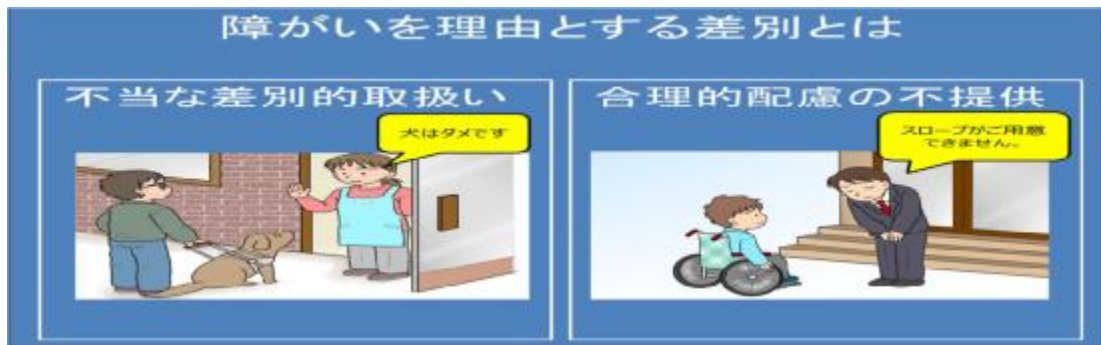 障がいを理由とする差別とは
不当な差別的取扱い
犬はダメです
合理的配慮の不提供
スロープがご用意
できません。